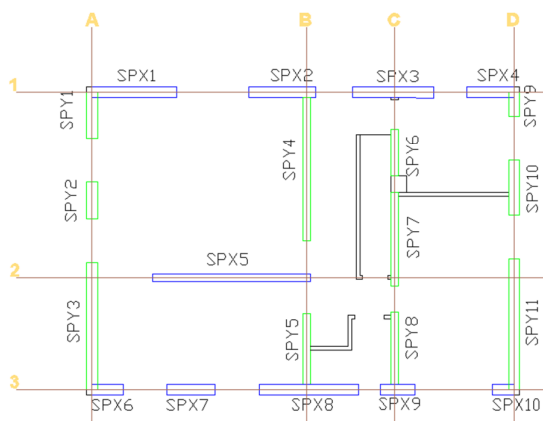 A B C D
1 SPX1 SPX2 SPX3 SPX4
SPY1 SPY9
SPY4 SPY6
SPY2 SPY10
SPY7
2 SPX5
SPY3 SPY5 SPY8 SPY11
3
SPX6 SPX7 SPX8 SPX9 SPX10